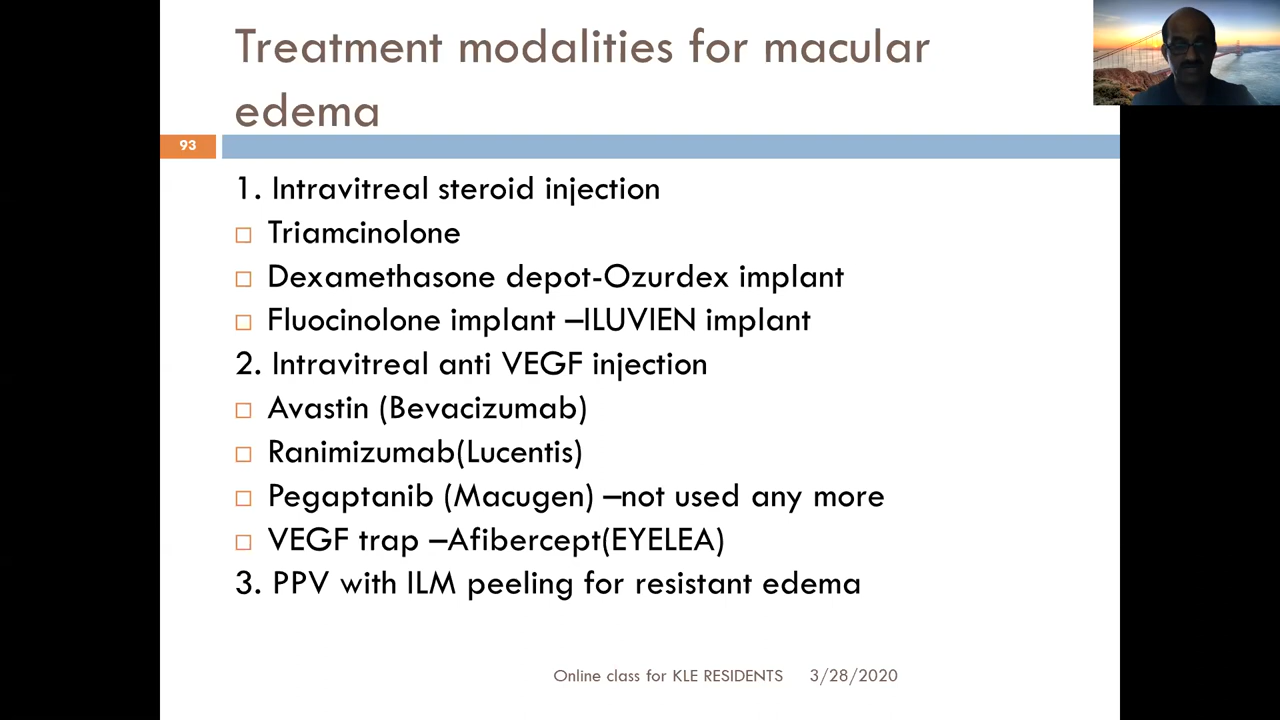 Treatment modalities for macular
edema
93
1. Intravitreal steroid injection
Triamcinolone
Dexamethasone depot-Ozurdex implant
Fluocinolone implant –ILUVIEN implant
2. Intravitreal anti VEGF injection
Avastin (Bevacizumab)
Ranimizumab(Lucentis)
Pegaptanib (Macugen) –not used any more
VEGF trap –Afibercept(EYELEA)
3. PPV with ILM peeling for resistant edema
Online class for KLE RESIDENTS 3/28/2020